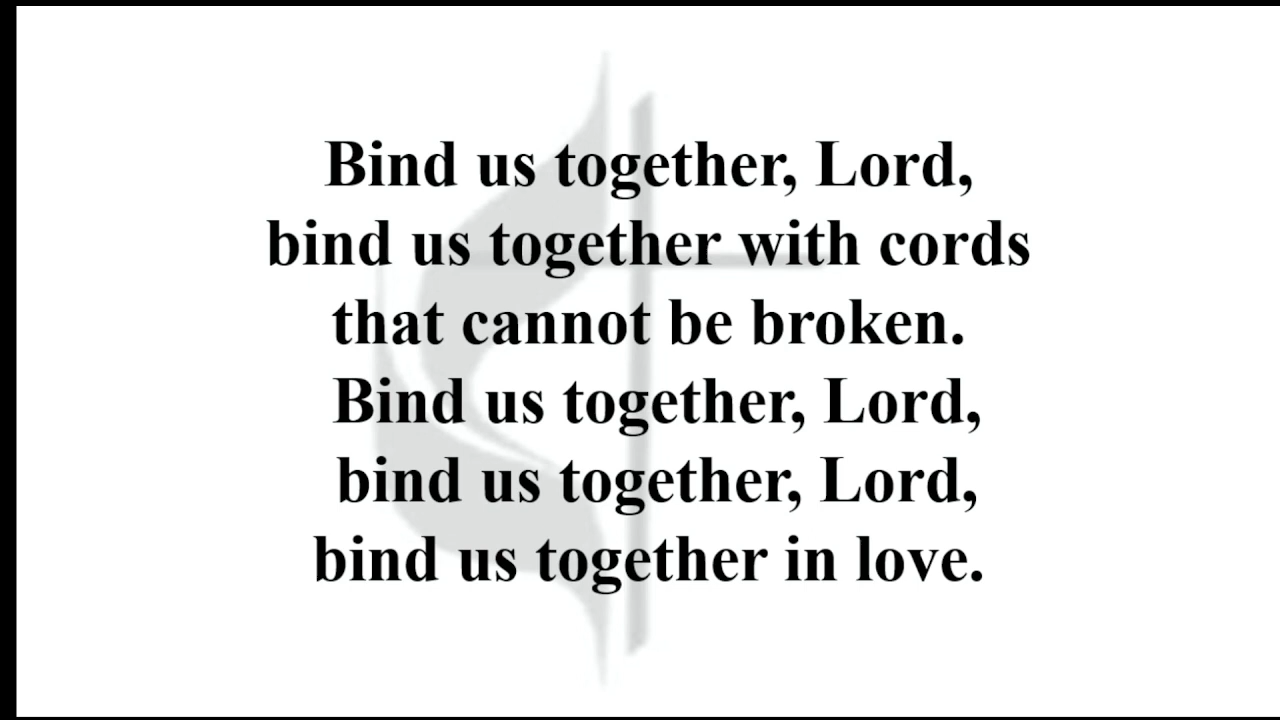 Bind us together, Lord,
bind us together with cords
that cannot be broken.
Bind us together, Lord,
bind us together, Lord,
bind us together in love.